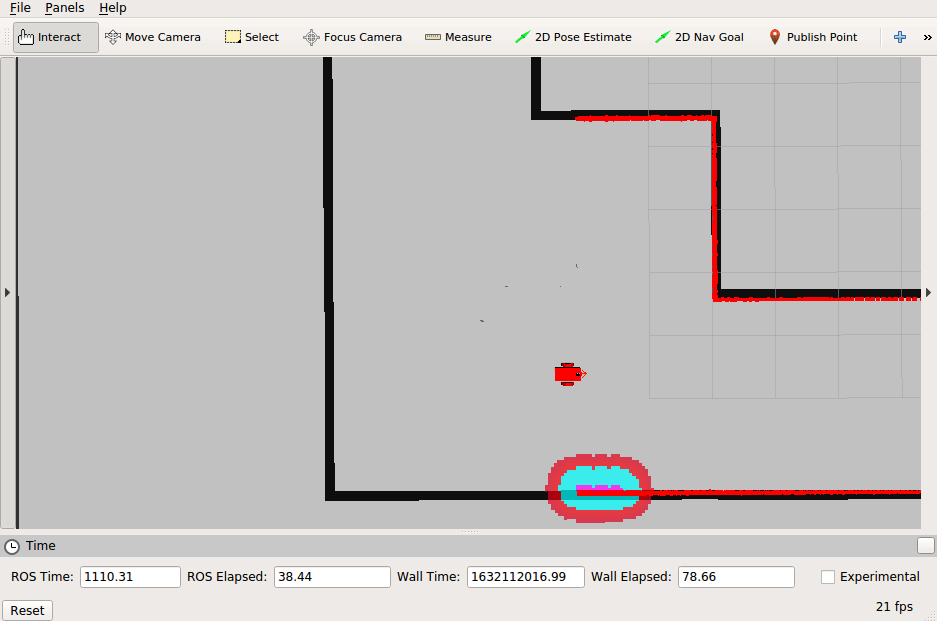 File Panels Help
Interact Move Camera Select Focus Camera Measure 2D Pose Estimate 2D Nav Goal Publish Point »
Time
ROS Time: 1110.31 ROS Elapsed: 38.44 Wall Time: 1632112016.99 Wall Elapsed: 78.66 Experimental
Reset 21 fps